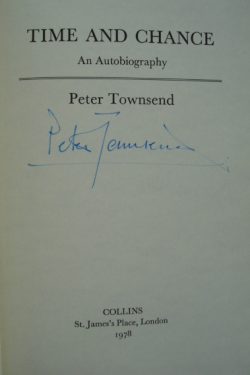 TIME AND CHANCE
An Autobiography
Peter Townsend
Peter Townsend
COLLINS
St. James's Place, London
1978